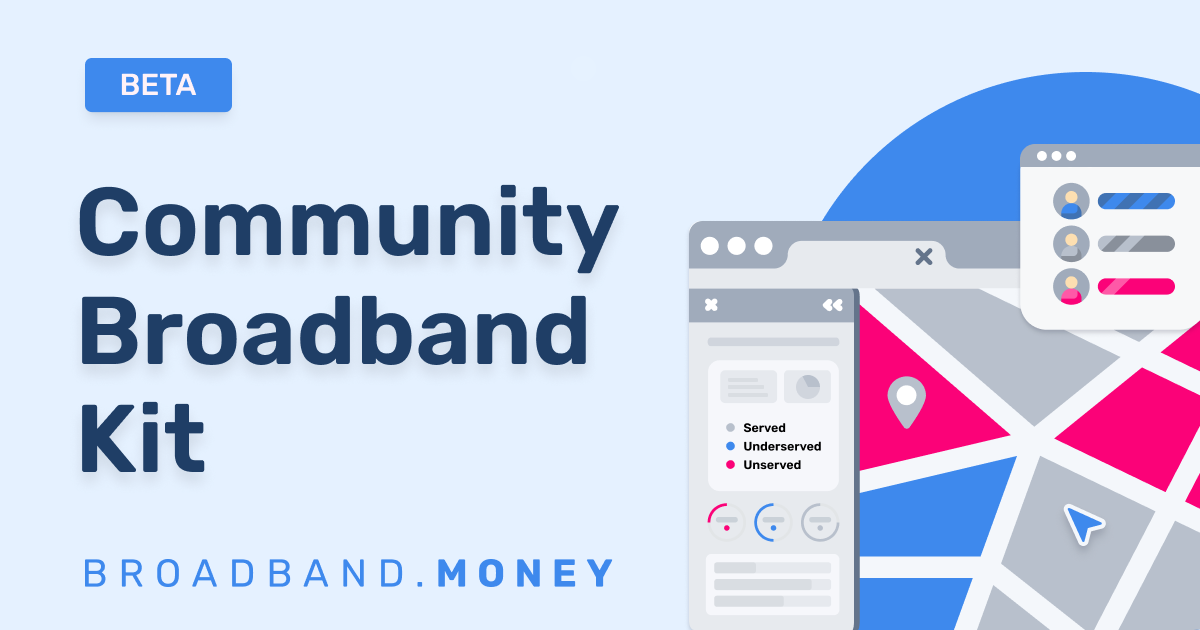 BETA
Community
Broadband
Kit
BROADBAND.MONEY
Served
Underserved
Unserved